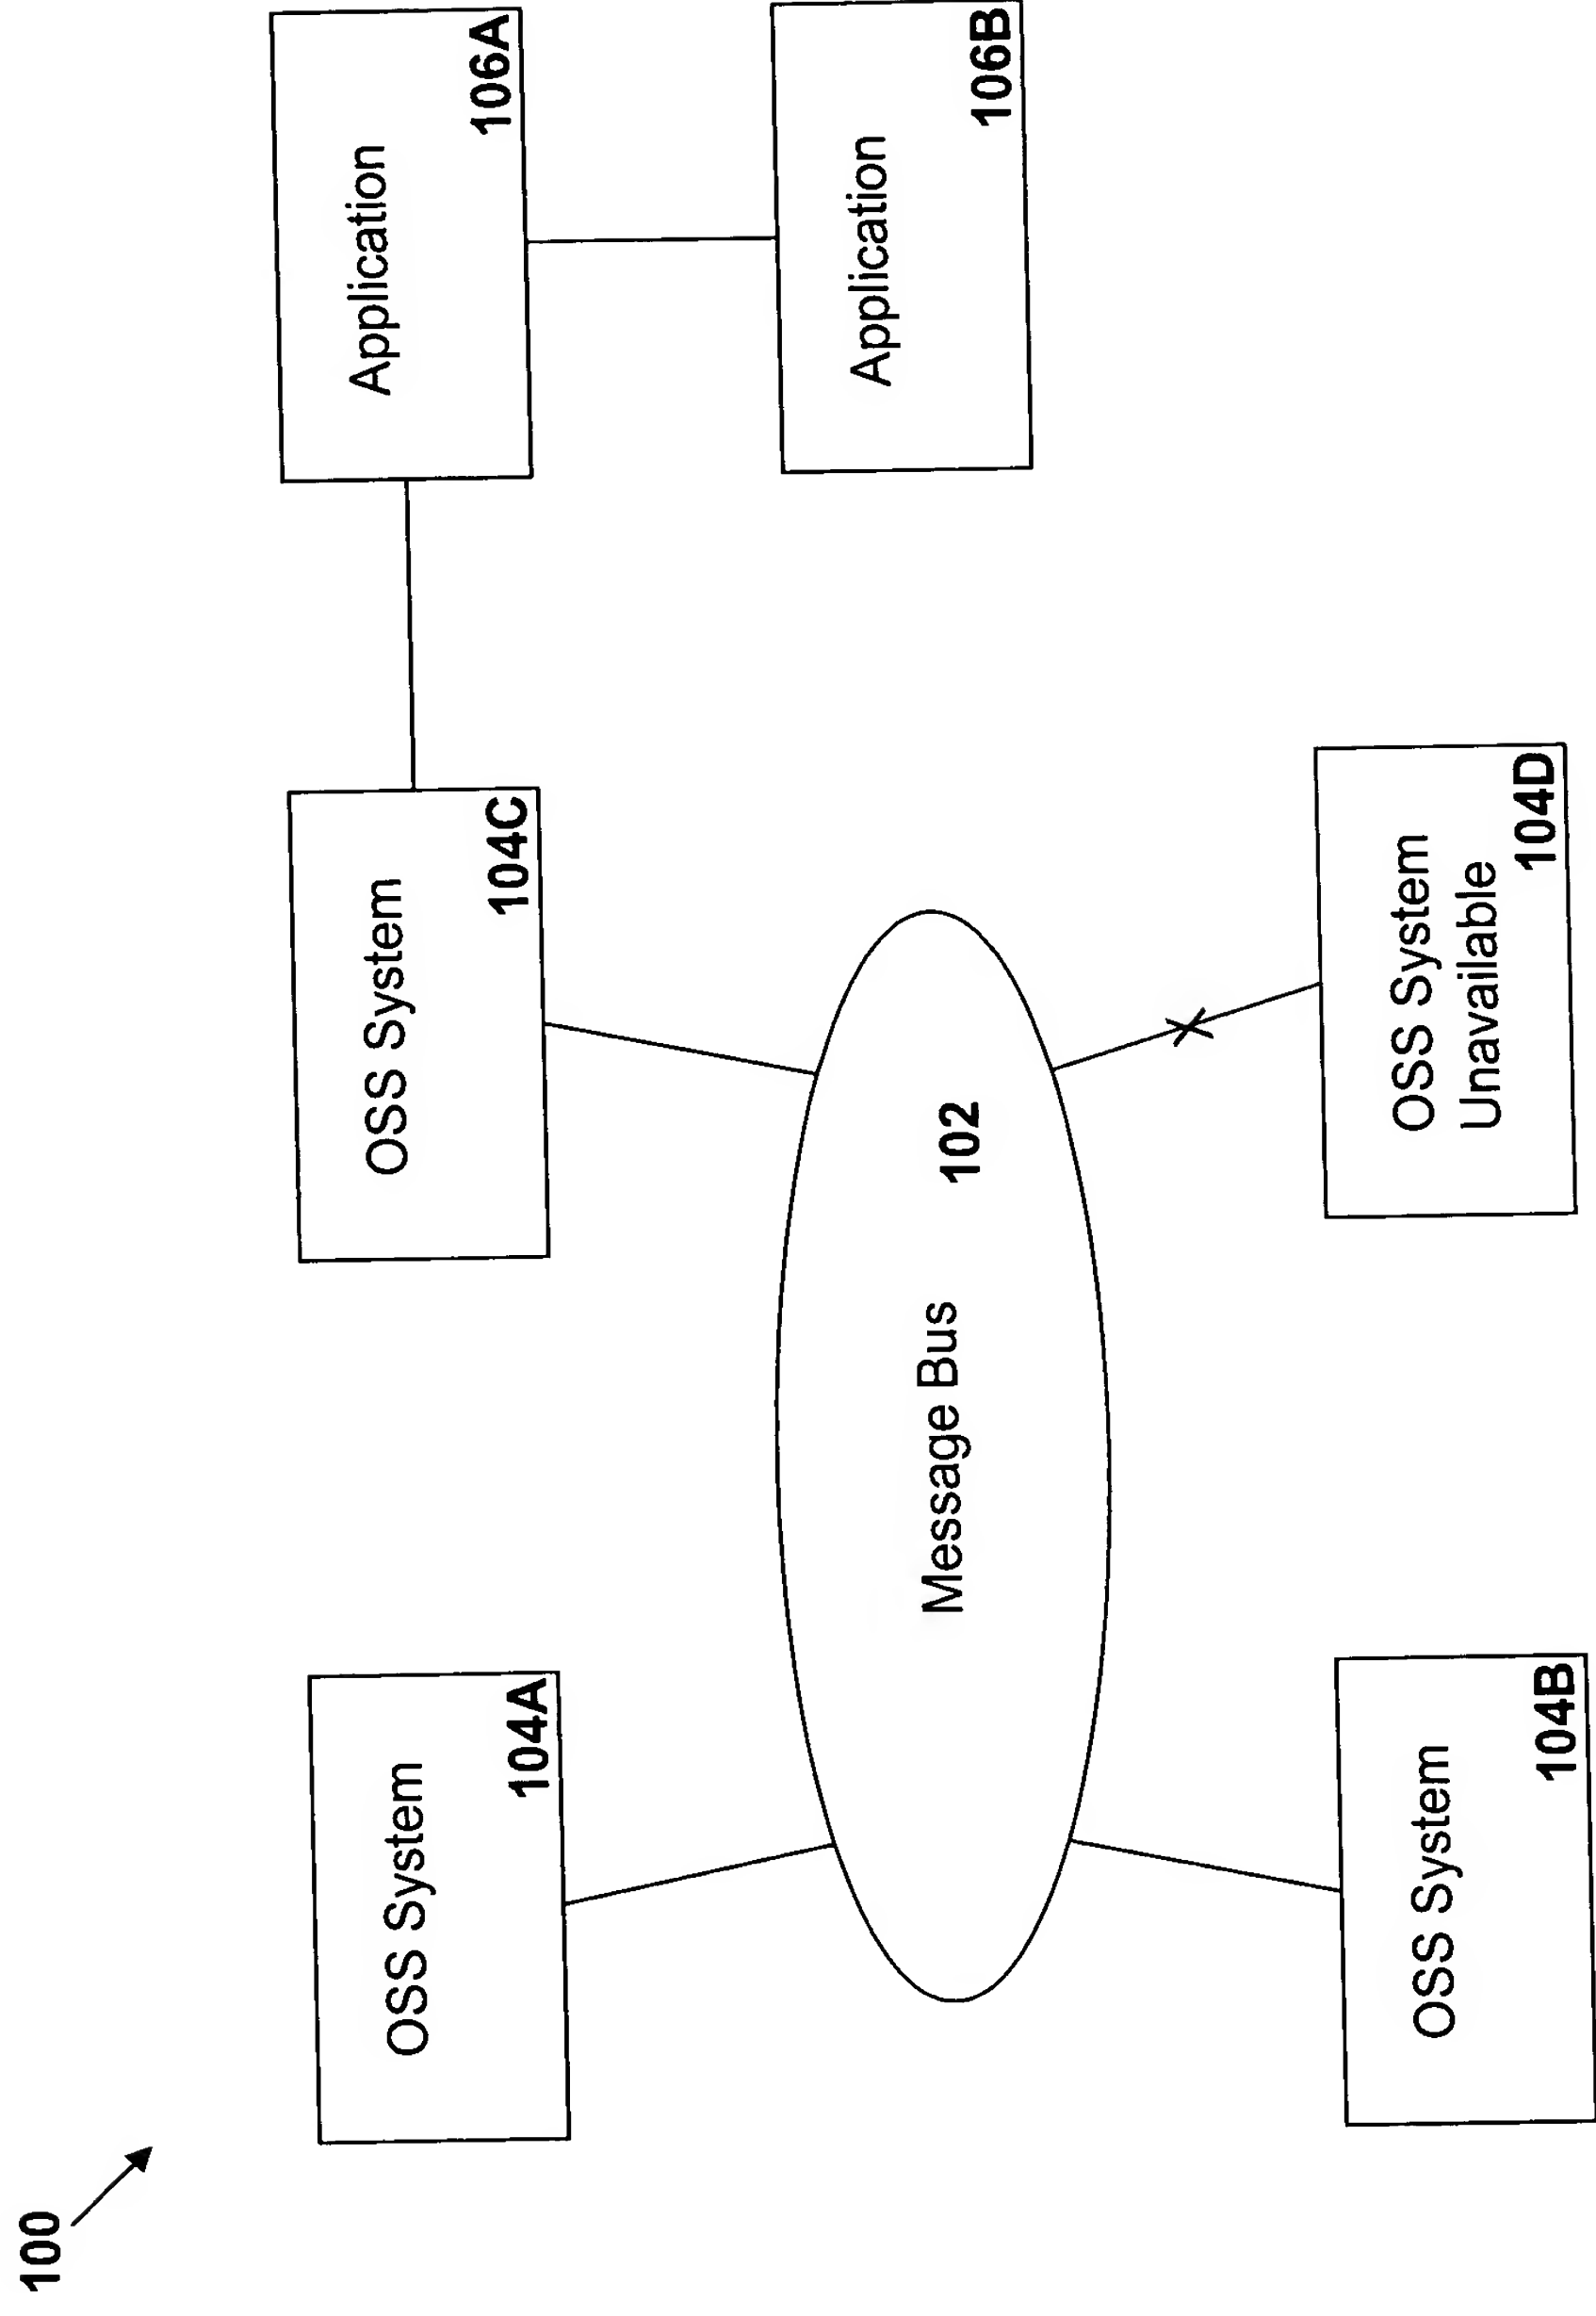 100
OSS System
104A
OSS System
104C
Application
106A
Message Bus
102
Application
106B
OSS System
104B
OSS System
Unavailable
104D